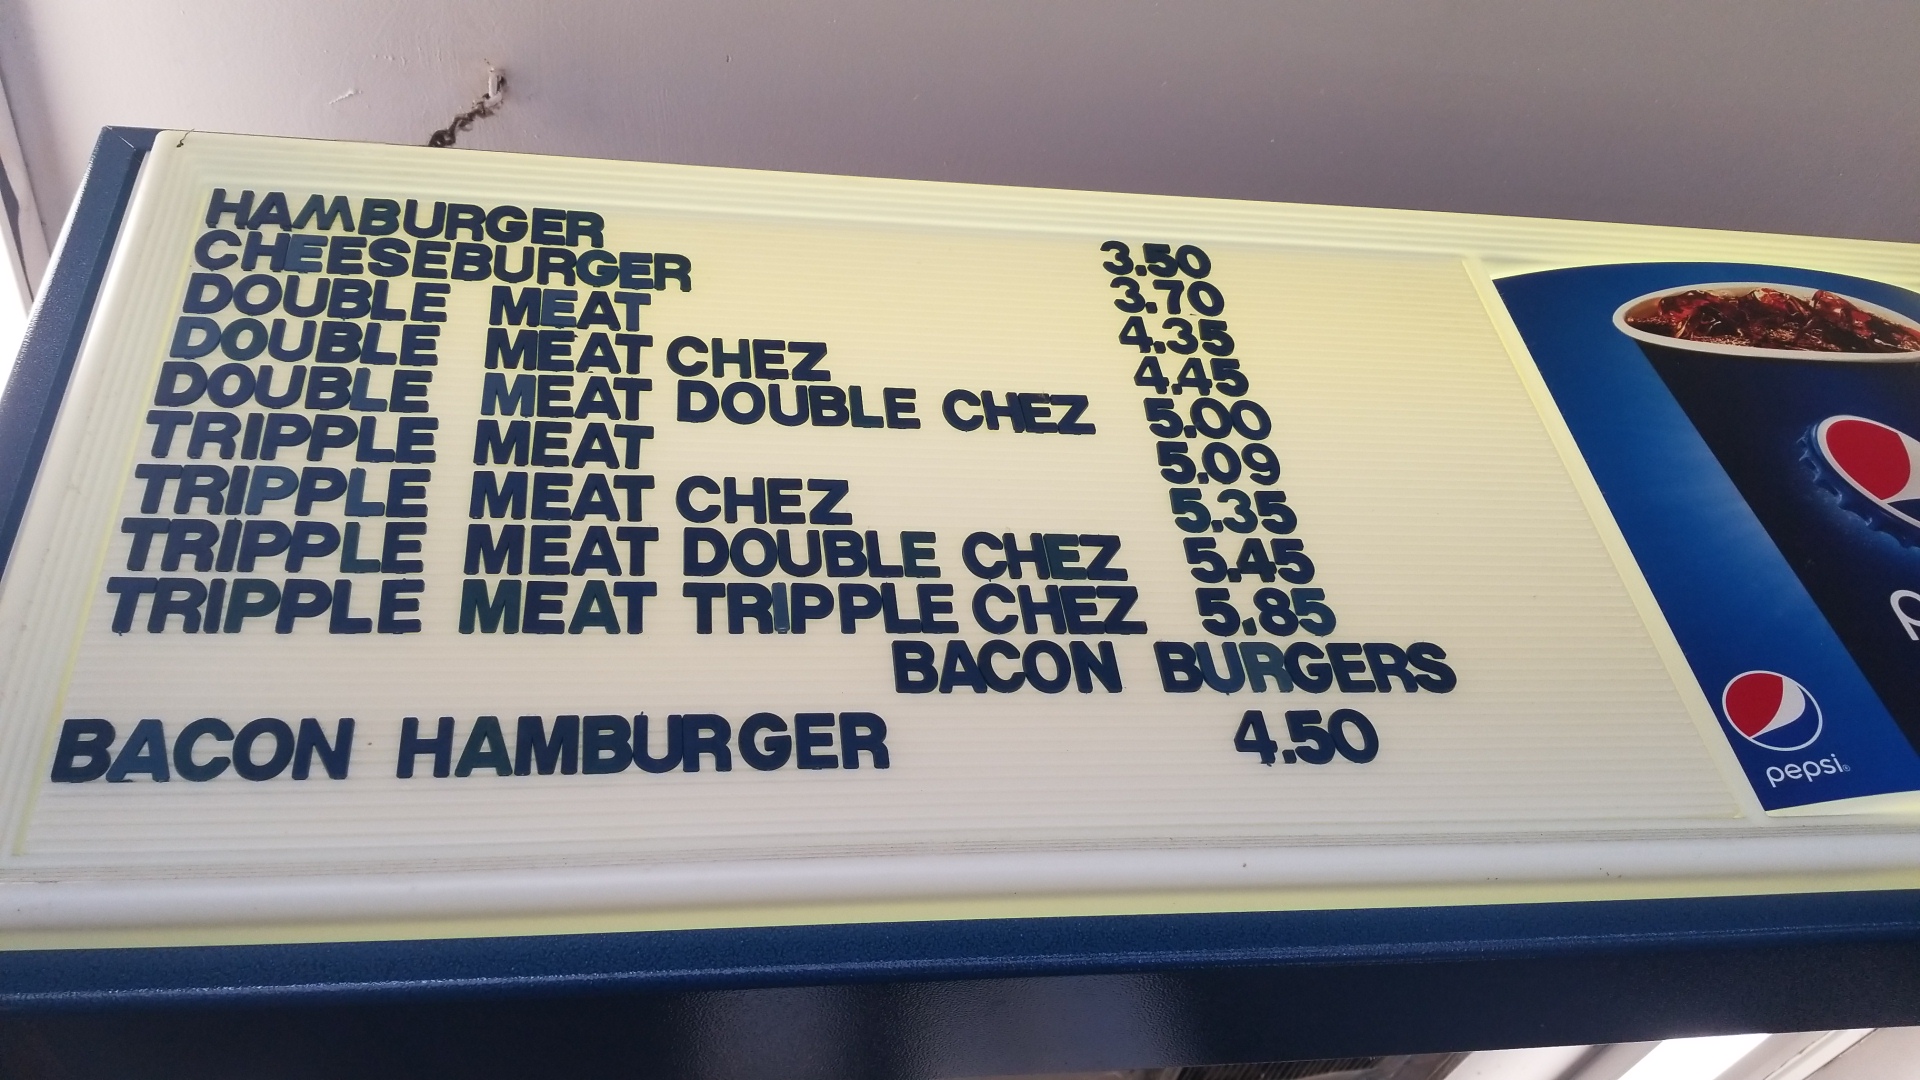 HAMBURGER 3.50
CHEESEBURGER 3.70
DOUBLE MEAT 4.35
DOUBLE MEAT CHEZ 4.45
DOUBLE MEAT DOUBLE CHEZ 5.00
TRIPPLE MEAT 5.09
TRIPPLE MEAT CHEZ 5.35
TRIPPLE MEAT DOUBLE CHEZ 5.45
TRIPPLE MEAT TRIPPLE CHEZ 5.85
BACON BURGERS
BACON HAMBURGER 4.50
pepsi®